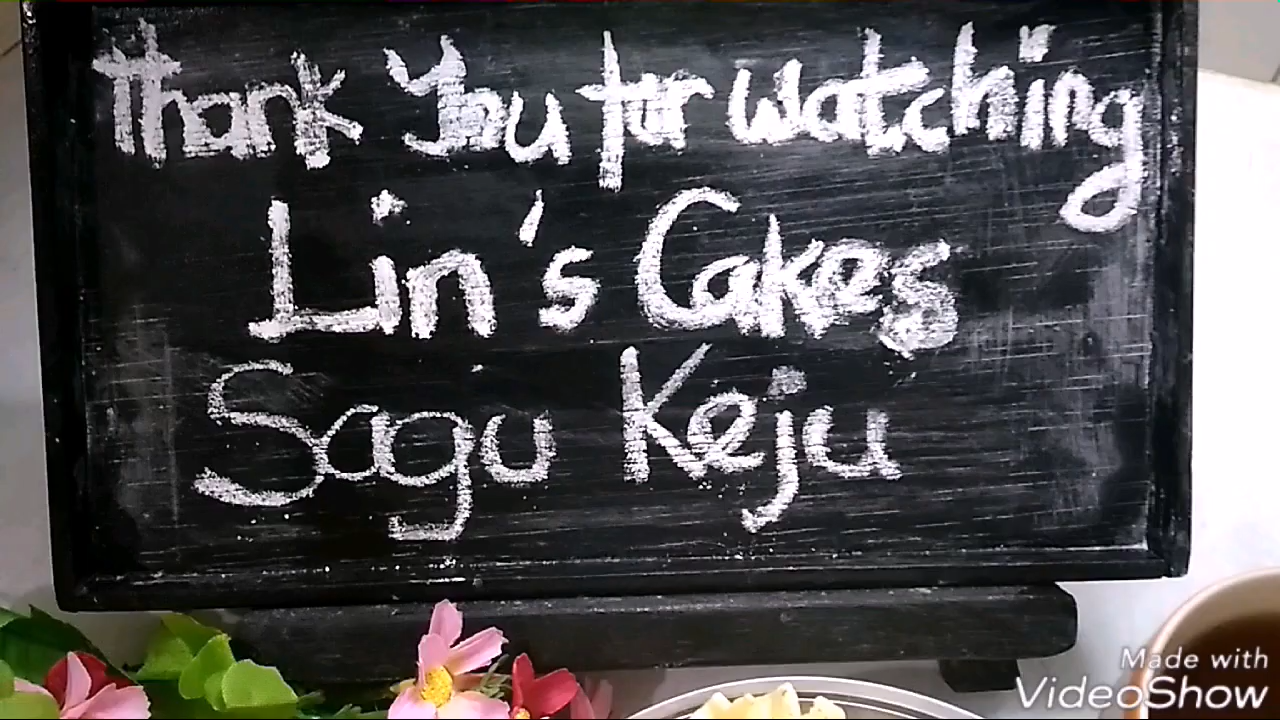 Thank You for watching
Lin's Cakes
Sagu Keju
Made with
VideoShow